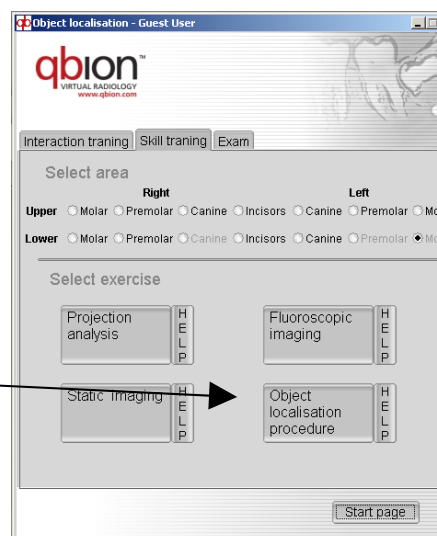 Object localisation - Guest User
qbion™
VIRTUAL RADIOLOGY
www.qbion.com
Interaction traning Skill traning Exam
Select area
Right Left
Upper Molar Premolar Canine Incisors Canine Premolar
Lower Molar Premolar Canine Incisors Canine Premolar
Select exercise
Projection analysis HELP
Fluoroscopic imaging HELP
Static imaging HELP
Object localisation procedure HELP
Start page